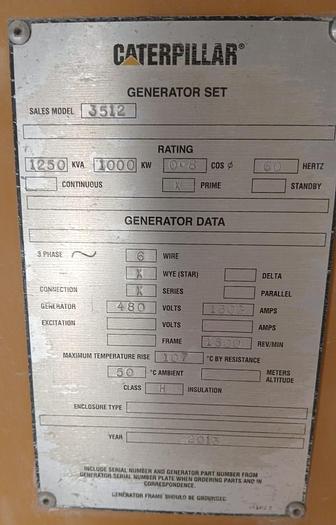 CATERPILLAR®
GENERATOR SET
SALES MODEL 3512
RATING
1250 KVA 1000 KW 0.8 COS ϕ 60 HERTZ
CONTINUOUS X PRIME STANDBY
GENERATOR DATA
3 PHASE ~ 6 WIRE
X WYE (STAR) DELTA
CONNECTION X SERIES PARALLEL
GENERATOR 480 VOLTS AMPS
EXCITATION VOLTS AMPS
FRAME 1800 REV/MIN
MAXIMUM TEMPERATURE RISE 107 °C BY RESISTANCE
50 °C AMBIENT METERS
ALTITUDE
CLASS H INSULATION
ENCLOSURE TYPE
YEAR 2013
INCLUDE SERIAL NUMBER AND GENERATOR PART NUMBER FROM
GENERATOR SERIAL NUMBER PLATE WHEN ORDERING PARTS AND IN
CORRESPONDENCE.
GENERATOR FRAME SHOULD BE GROUNDED